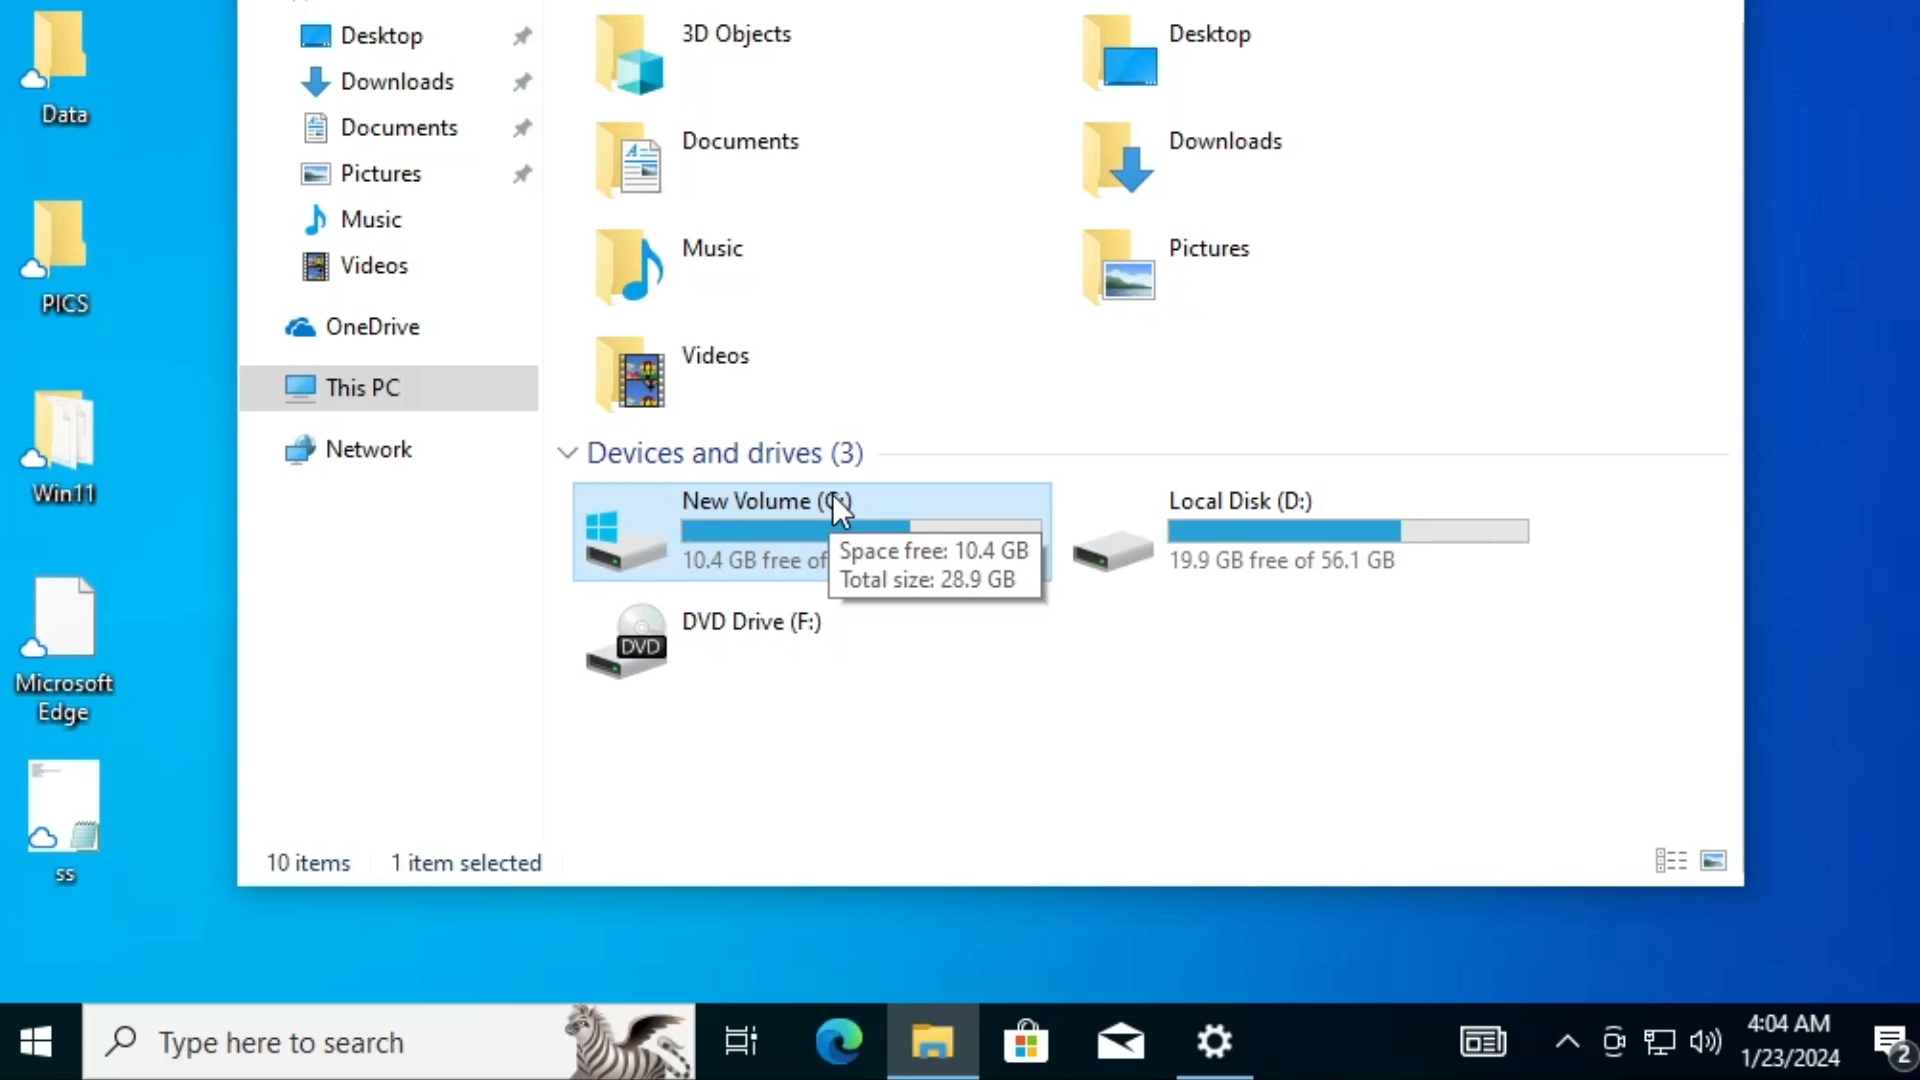 Data
PICS
Win11
Microsoft
Edge
ss
Desktop
Downloads
Documents
Pictures
Music
Videos
OneDrive
This PC
Network
3D Objects
Desktop
Documents
Downloads
Music
Pictures
Videos
Devices and drives (3)
New Volume (C:)
10.4 GB free of
Space free: 10.4 GB
Total size: 28.9 GB
Local Disk (D:)
19.9 GB free of 56.1 GB
DVD Drive (F:)
DVD
10 items
1 item selected
Type here to search
4:04 AM
1/23/2024
2